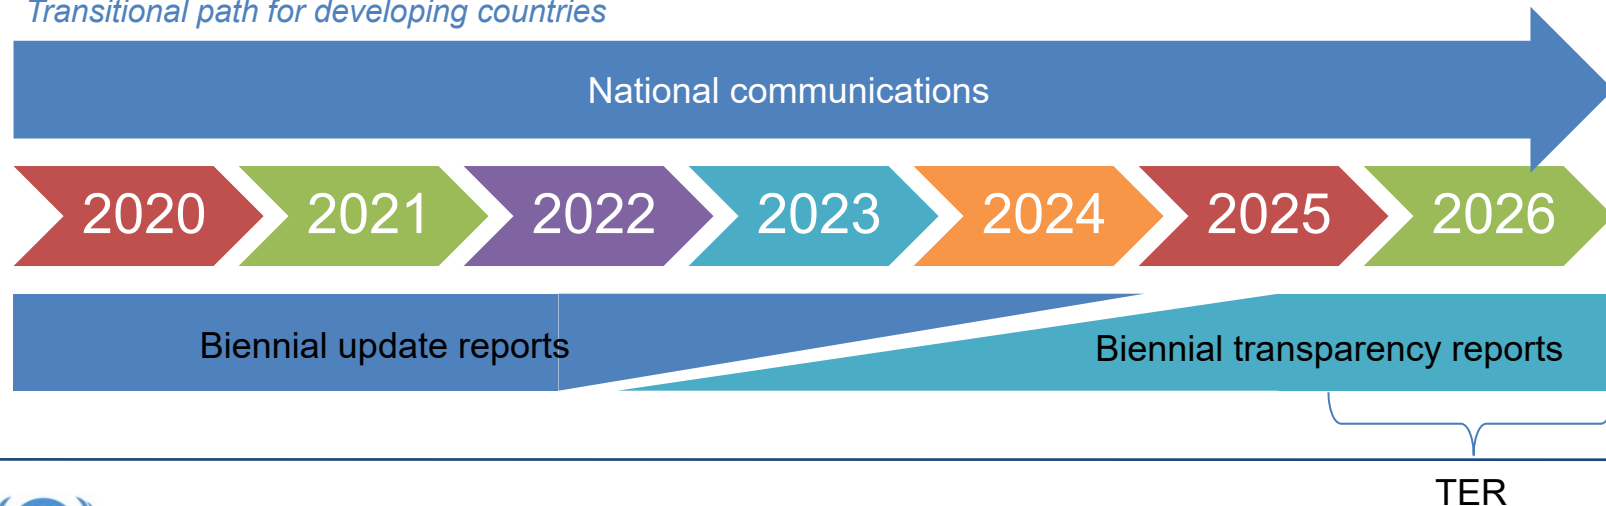 Transitional path for developing countries
National communications
2020 2021 2022 2023 2024 2025 2026
Biennial update reports
Biennial transparency reports
TER